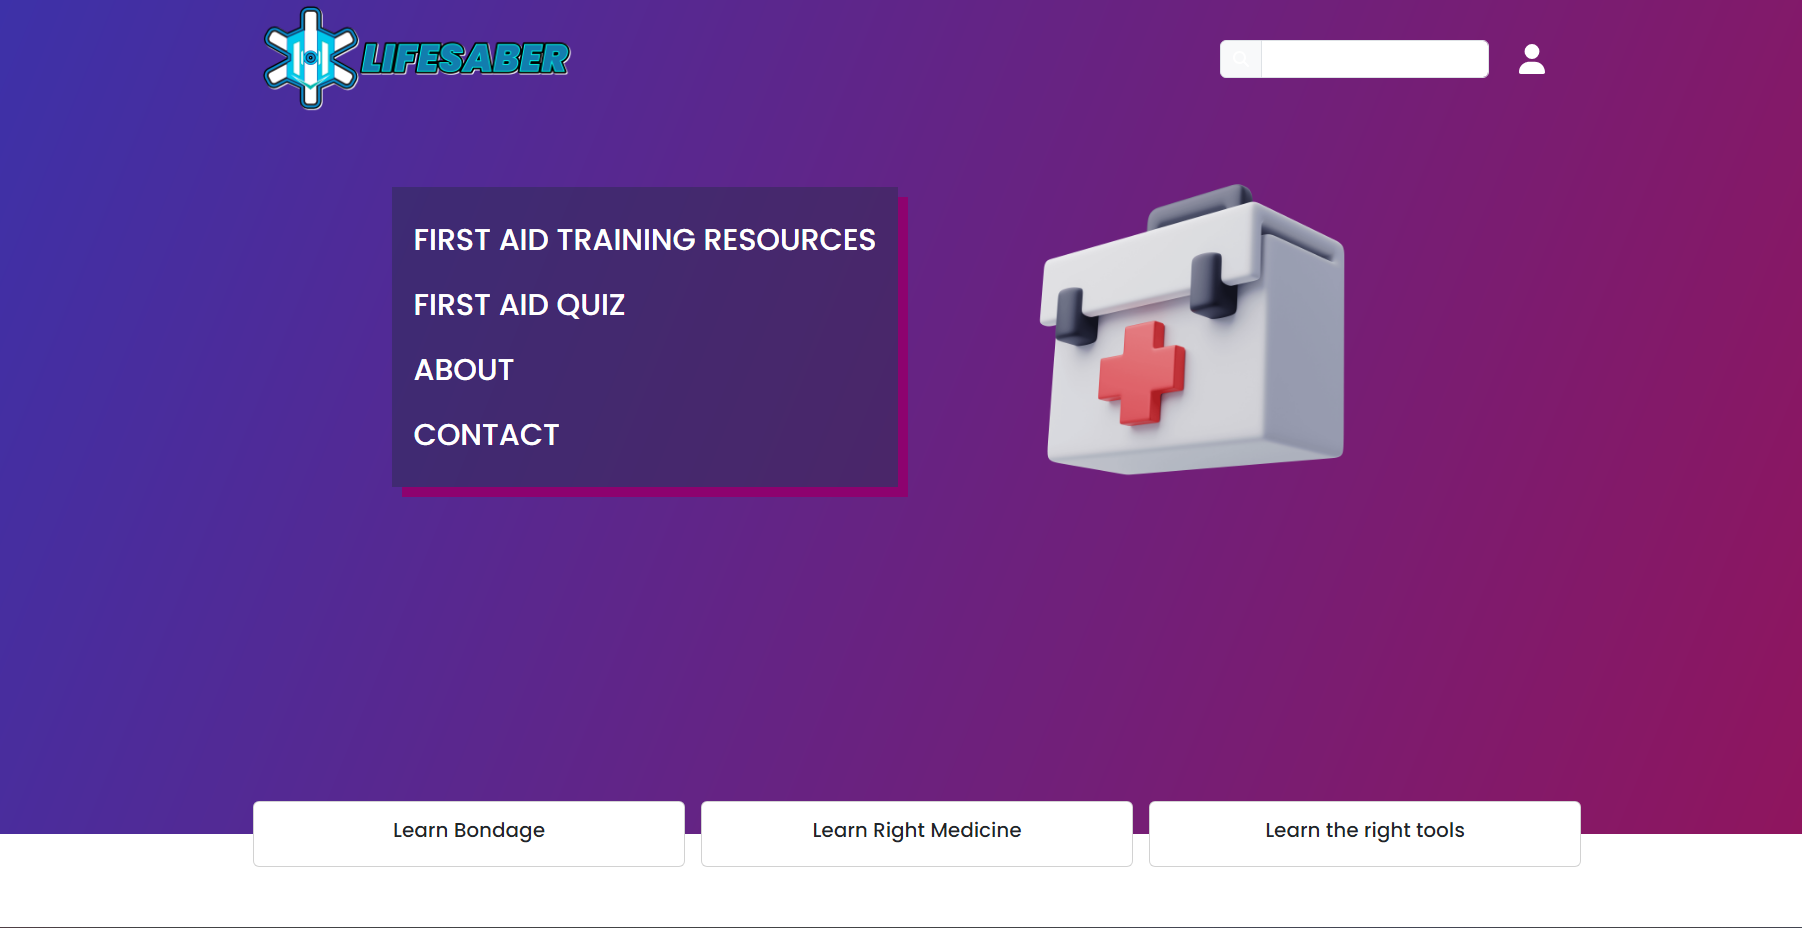 LIFESABER
FIRST AID TRAINING RESOURCES
FIRST AID QUIZ
ABOUT
CONTACT
Learn Bondage
Learn Right Medicine
Learn the right tools